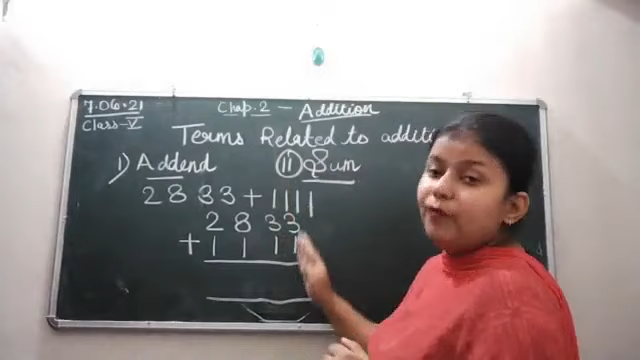 7.06.21
Class-V
Chap. 2 - Addition
Terms Related to additi
1) Addend
(ii) Sum
2833+1111
2833
+1111